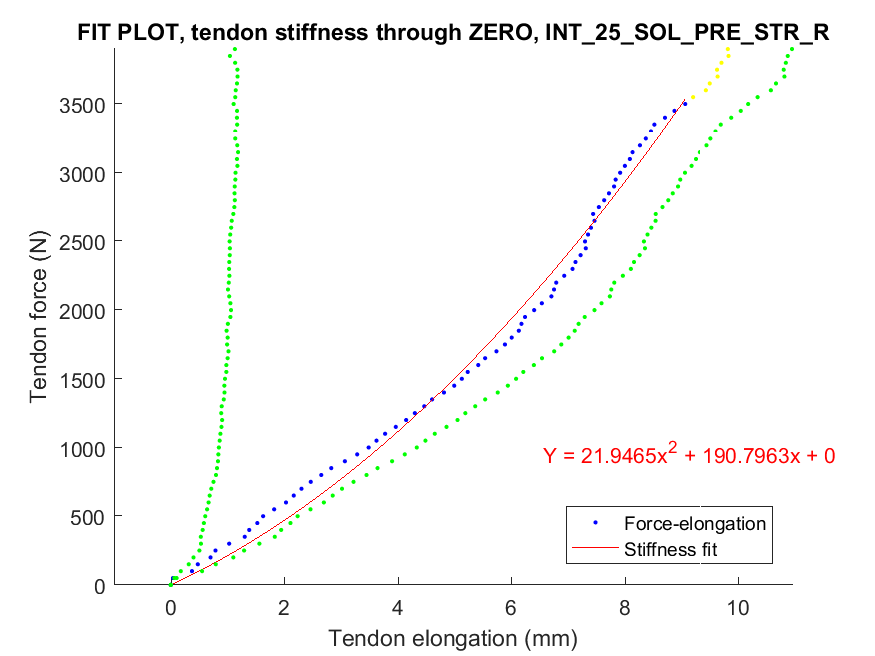 FIT PLOT, tendon stiffness through ZERO, INT_25_SOL_PRE_STR_R
Tendon force (N)
3500
3000
2500
2000
1500
1000
500
0
Y = 21.9465x² + 190.7963x + 0
Force-elongation
Stiffness fit
0 2 4 6 8 10
Tendon elongation (mm)